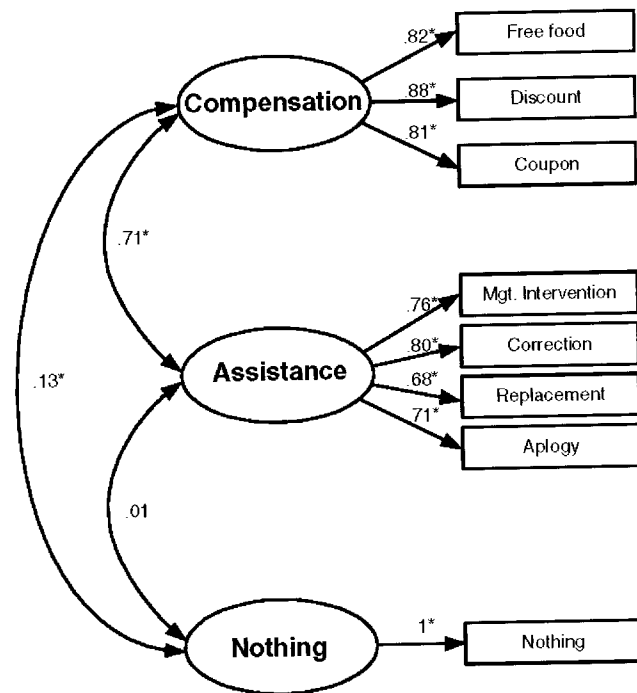 .82* Free food
Compensation .88* Discount
.81* Coupon
.71*
.76* Mgt. Intervention
.80* Correction
Assistance
.13* .68* Replacement
.71* Aplogy
.01
Nothing 1* Nothing